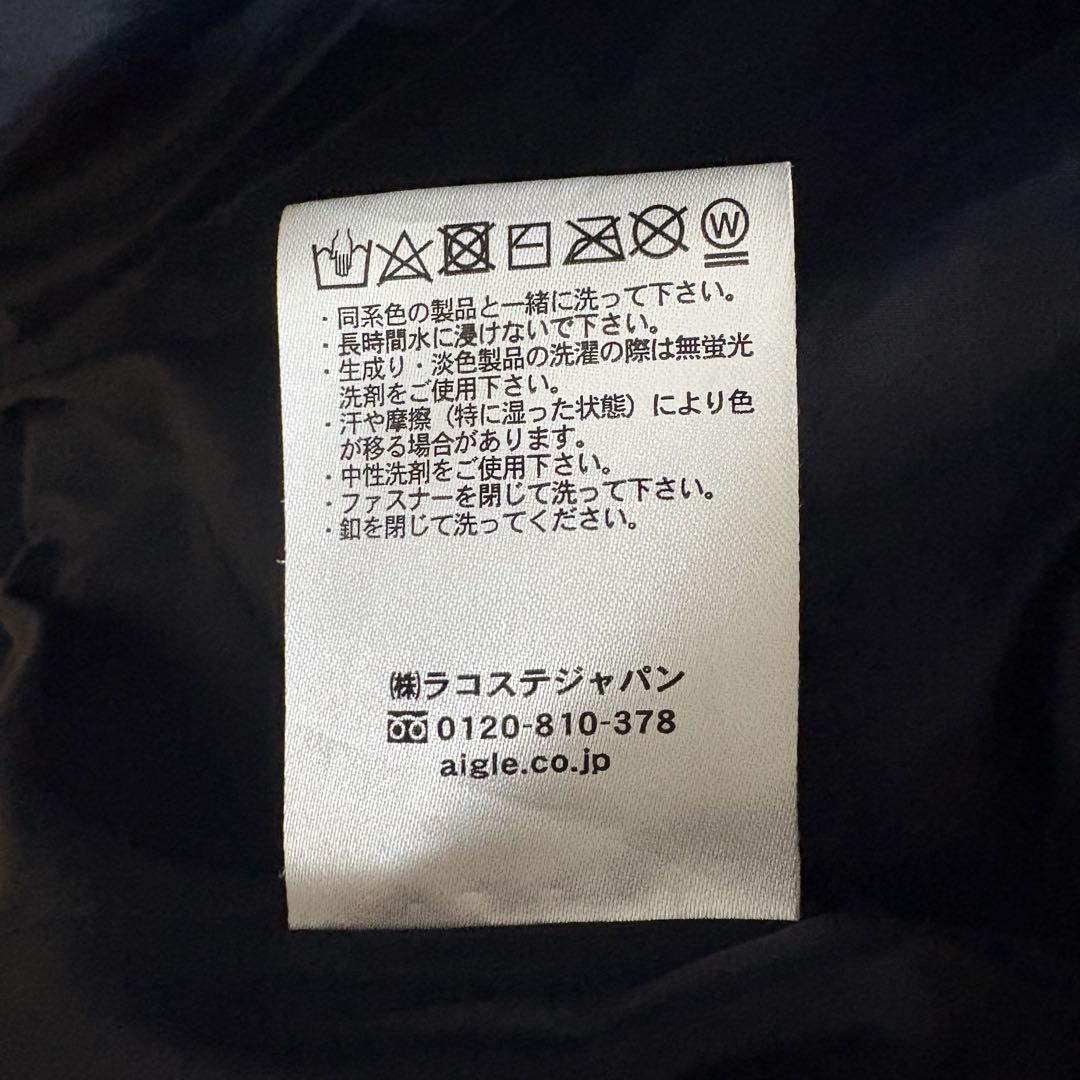 W
・同系色の製品と一緒に洗って下さい。
・長時間水に浸けないで下さい。
・生成り・淡色製品の洗濯の際は無蛍光
洗剤をご使用下さい。
・汗や摩擦（特に湿った状態）により色
が移る場合があります。
・中性洗剤をご使用下さい。
・ファスナーを閉じて洗って下さい。
・釦を閉じて洗ってください。
㈱ラコステジャパン
0120-810-378
aigle.co.jp